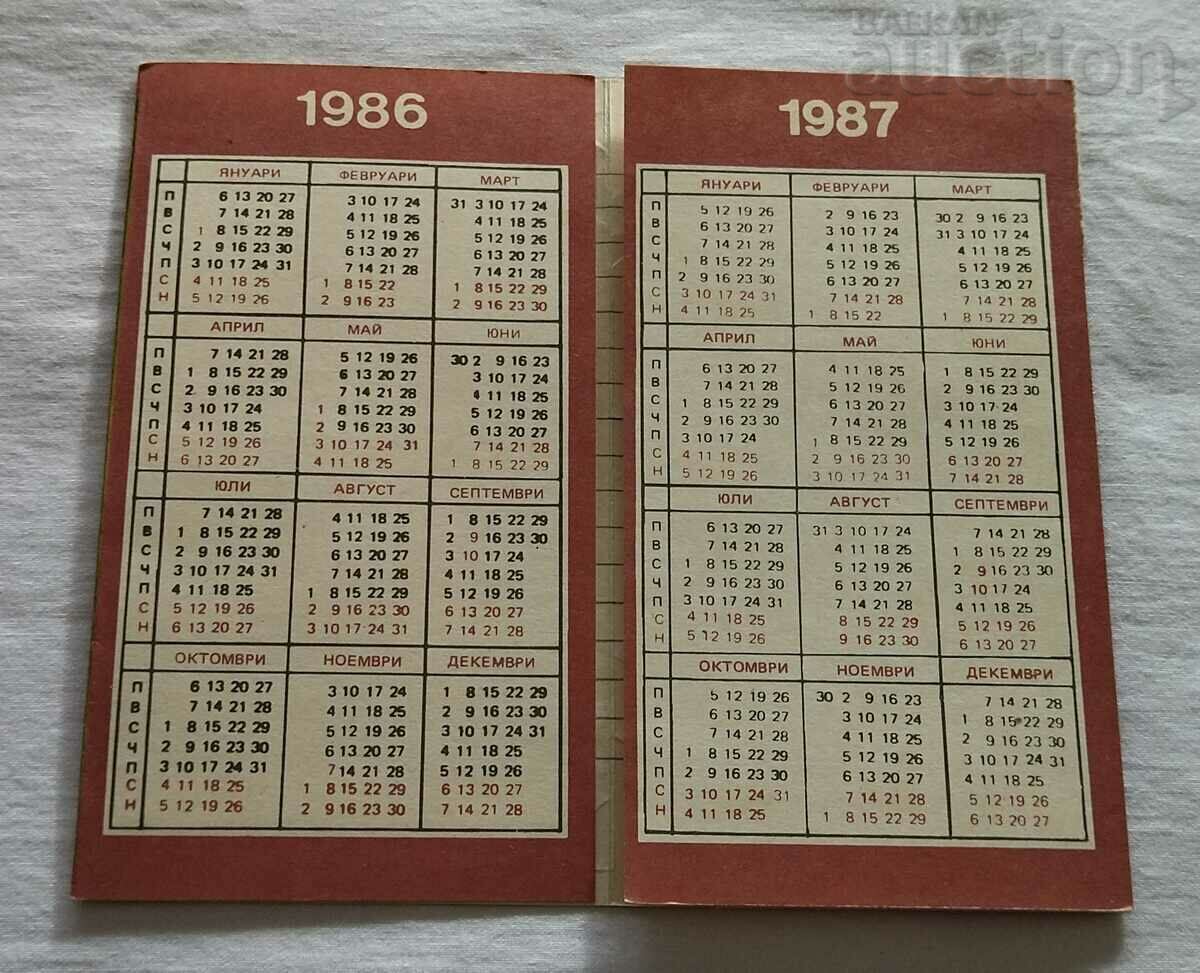 BALKAN
auction
1986
ЯНУАРИ ФЕВРУАРИ МАРТ
П 6 13 20 27 3 10 17 24 31 3 10 17 24
В 7 14 21 28 4 11 18 25 4 11 18 25
С 1 8 15 22 29 5 12 19 26 5 12 19 26
Ч 2 9 16 23 30 6 13 20 27 6 13 20 27
П 3 10 17 24 31 7 14 21 28 7 14 21 28
С 4 11 18 25 1 8 15 22 1 8 15 22 29
Н 5 12 19 26 2 9 16 23 2 9 16 23 30
АПРИЛ МАЙ ЮНИ
П 7 14 21 28 5 12 19 26 30 2 9 16 23
В 1 8 15 22 29 6 13 20 27 3 10 17 24
С 2 9 16 23 30 7 14 21 28 4 11 18 25
Ч 3 10 17 24 1 8 15 22 29 5 12 19 26
П 4 11 18 25 2 9 16 23 30 6 13 20 27
С 5 12 19 26 3 10 17 24 31 7 14 21 28
Н 6 13 20 27 4 11 18 25 1 8 15 22 29
ЮЛИ АВГУСТ СЕПТЕМВРИ
П 7 14 21 28 4 11 18 25 1 8 15 22 29
В 1 8 15 22 29 5 12 19 26 2 9 16 23 30
С 2 9 16 23 30 6 13 20 27 3 10 17 24
Ч 3 10 17 24 31 7 14 21 28 4 11 18 25
П 4 11 18 25 1 8 15 22 29 5 12 19 26
С 5 12 19 26 2 9 16 23 30 6 13 20 27
Н 6 13 20 27 3 10 17 24 31 7 14 21 28
ОКТОМВРИ НОЕМВРИ ДЕКЕМВРИ
П 6 13 20 27 3 10 17 24 1 8 15 22 29
В 7 14 21 28 4 11 18 25 2 9 16 23 30
С 1 8 15 22 29 5 12 19 26 3 10 17 24 31
Ч 2 9 16 23 30 6 13 20 27 4 11 18 25
П 3 10 17 24 31 7 14 21 28 5 12 19 26
С 4 11 18 25 1 8 15 22 29 6 13 20 27
Н 5 12 19 26 2 9 16 23 30 7 14 21 28
1987
ЯНУАРИ ФЕВРУАРИ МАРТ
П 5 12 19 26 2 9 16 23 30 2 9 16 23
В 6 13 20 27 3 10 17 24 31 3 10 17 24
С 7 14 21 28 4 11 18 25 4 11 18 25
Ч 1 8 15 22 29 5 12 19 26 5 12 19 26
П 2 9 16 23 30 6 13 20 27 6 13 20 27
С 3 10 17 24 31 7 14 21 28 7 14 21 28
Н 4 11 18 25 1 8 15 22 1 8 15 22 29
АПРИЛ МАЙ ЮНИ
П 6 13 20 27 4 11 18 25 1 8 15 22 29
В 7 14 21 28 5 12 19 26 2 9 16 23 30
С 1 8 15 22 29 6 13 20 27 3 10 17 24
Ч 2 9 16 23 30 7 14 21 28 4 11 18 25
П 3 10 17 24 1 8 15 22 29 5 12 19 26
С 4 11 18 25 2 9 16 23 30 6 13 20 27
Н 5 12 19 26 3 10 17 24 31 7 14 21 28
ЮЛИ АВГУСТ СЕПТЕМВРИ
П 6 13 20 27 31 3 10 17 24 7 14 21 28
В 7 14 21 28 4 11 18 25 1 8 15 22 29
С 1 8 15 22 29 5 12 19 26 2 9 16 23 30
Ч 2 9 16 23 30 6 13 20 27 3 10 17 24
П 3 10 17 24 31 7 14 21 28 4 11 18 25
С 4 11 18 25 8 15 22 29 5 12 19 26
Н 5 12 19 26 9 16 23 30 6 13 20 27
ОКТОМВРИ НОЕМВРИ ДЕКЕМВРИ
П 5 12 19 26 30 2 9 16 23 7 14 21 28
В 6 13 20 27 3 10 17 24 1 8 15 22 29
С 7 14 21 28 4 11 18 25 2 9 16 23 30
Ч 1 8 15 22 29 5 12 19 26 3 10 17 24 31
П 2 9 16 23 30 6 13 20 27 4 11 18 25
С 3 10 17 24 31 7 14 21 28 5 12 19 26
Н 4 11 18 25 1 8 15 22 29 6 13 20 27